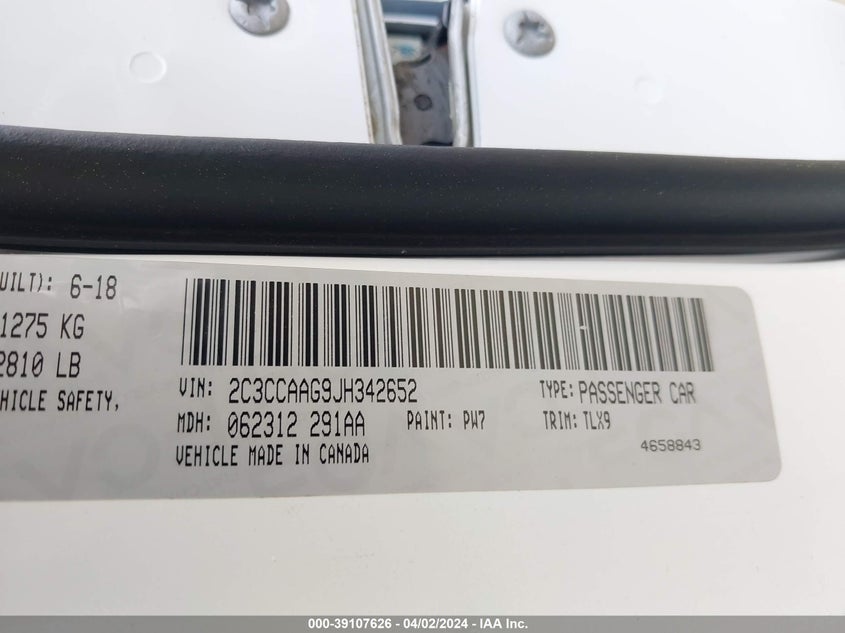 UILT): 6-18
1275 KG
2810 LB
HICLE SAFETY,
VIN: 2C3CCAAG9JH342652 TYPE: PASSENGER CAR
MDH: 062312 291AA PAINT: PW7 TRIM: TLX9
VEHICLE MADE IN CANADA 4658843
000-39107626 - 04/02/2024 - IAA Inc.